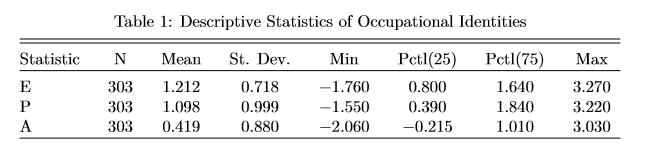 Table 1: Descriptive Statistics of Occupational Identities
Statistic N Mean St. Dev. Min Pctl(25) Pctl(75) Max
E 303 1.212 0.718 −1.760 0.800 1.640 3.270
P 303 1.098 0.999 −1.550 0.390 1.840 3.220
A 303 0.419 0.880 −2.060 −0.215 1.010 3.030